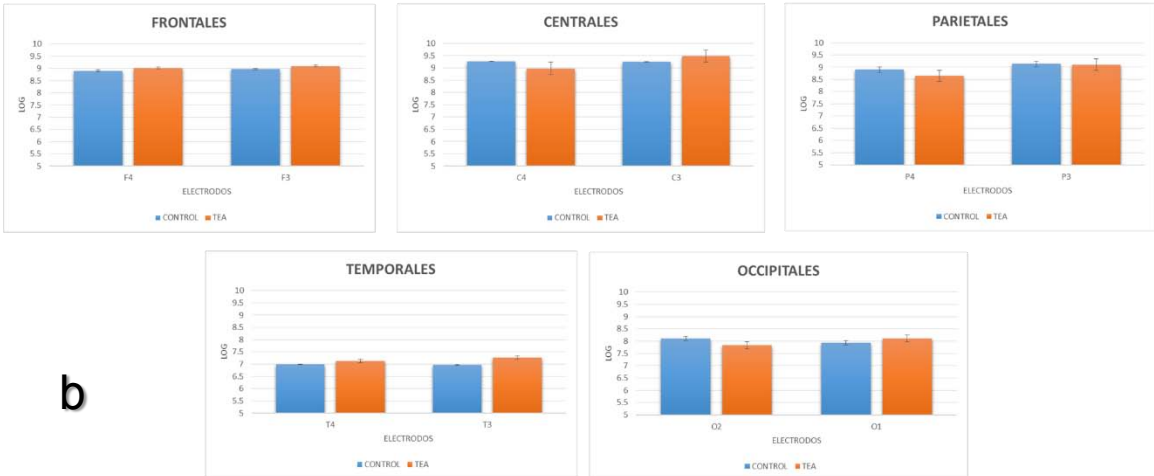 FRONTALES
10
9.5
9
8.5
8
7.5
7
6.5
6
5.5
5
LOG
F4 F3
ELECTRODOS
CONTROL TEA
CENTRALES
10
9.5
9
8.5
8
7.5
7
6.5
6
5.5
5
LOG
C4 C3
ELECTRODOS
CONTROL TEA
PARIETALES
10
9.5
9
8.5
8
7.5
7
6.5
6
5.5
5
LOG
P4 P3
ELECTRODOS
CONTROL TEA
TEMPORALES
10
9.5
9
8.5
8
7.5
7
6.5
6
5.5
5
LOG
T4 T3
ELECTRODOS
CONTROL TEA
OCCIPITALES
10
9.5
9
8.5
8
7.5
7
6.5
6
5.5
5
LOG
O2 O1
ELECTRODOS
CONTROL TEA
b